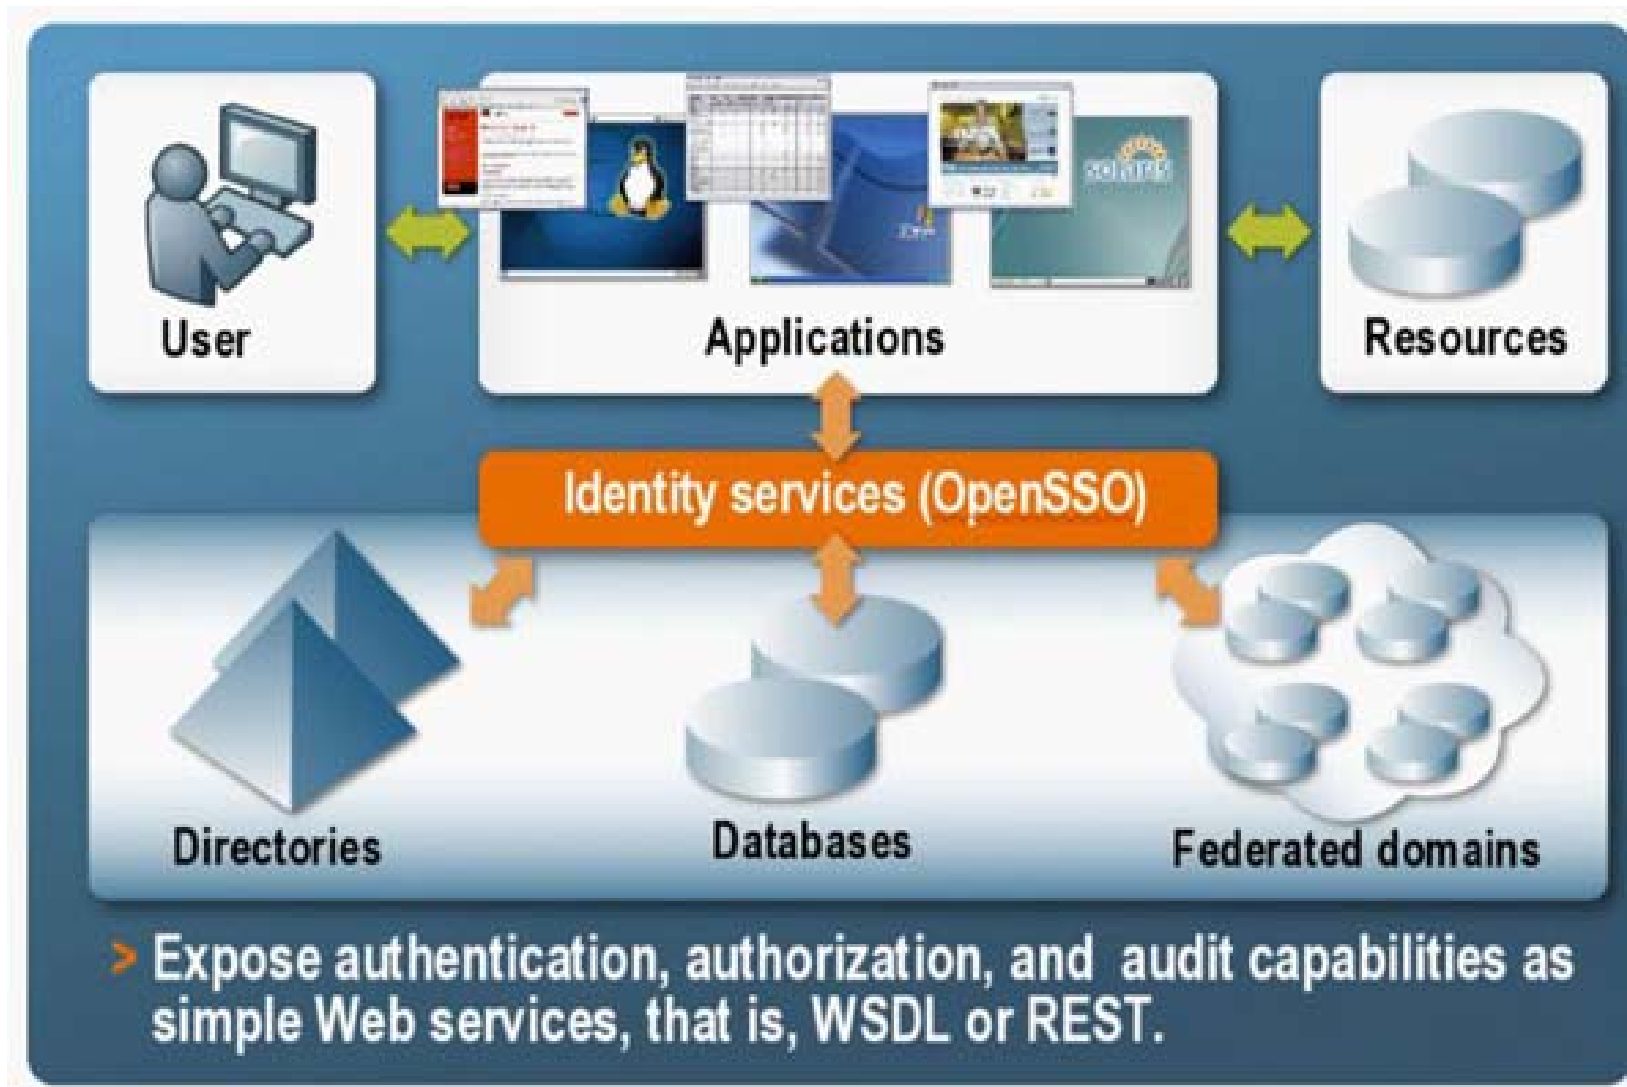 solaris
User
Applications
Resources
Identity services (OpenSSO)
Directories
Databases
Federated domains
> Expose authentication, authorization, and audit capabilities as
simple Web services, that is, WSDL or REST.